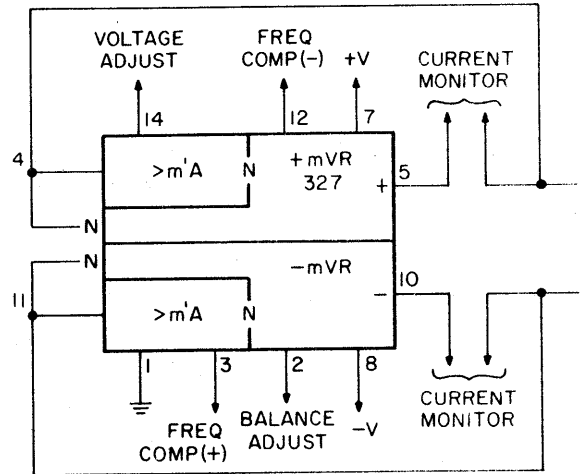 VOLTAGE
ADJUST
FREQ
COMP(-)
+V
CURRENT
MONITOR
14
12
7
4
>m'A
N
+mVR
327
+
5
N
N
-mVR
11
>m'A
N
-
10
1
3
2
8
FREQ
COMP(+)
BALANCE
ADJUST
-V
CURRENT
MONITOR